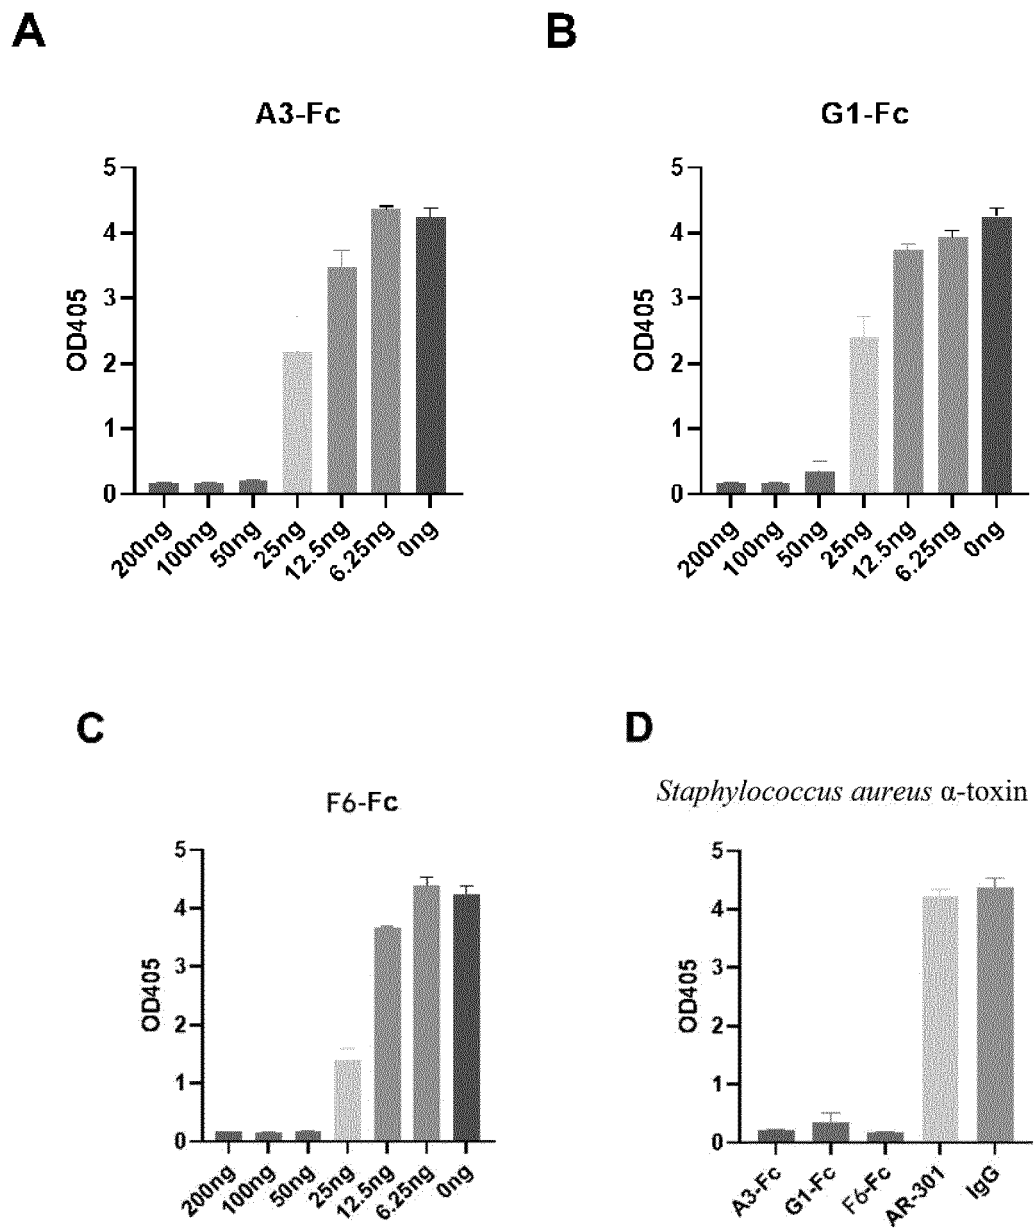 A
B
A3-Fc
G1-Fc
5
4
3
2
1
0
OD405
200ng
100ng
50ng
25ng
12.5ng
6.25ng
0ng
5
4
3
2
1
0
OD405
200ng
100ng
50ng
25ng
12.5ng
6.25ng
0ng
C
D
F6-Fc
Staphylococcus aureus α-toxin
5
4
3
2
1
0
OD405
200ng
100ng
50ng
25ng
12.5ng
6.25ng
0ng
5
4
3
2
1
0
OD405
A3-Fc
G1-Fc
F6-Fc
AR-301
IgG